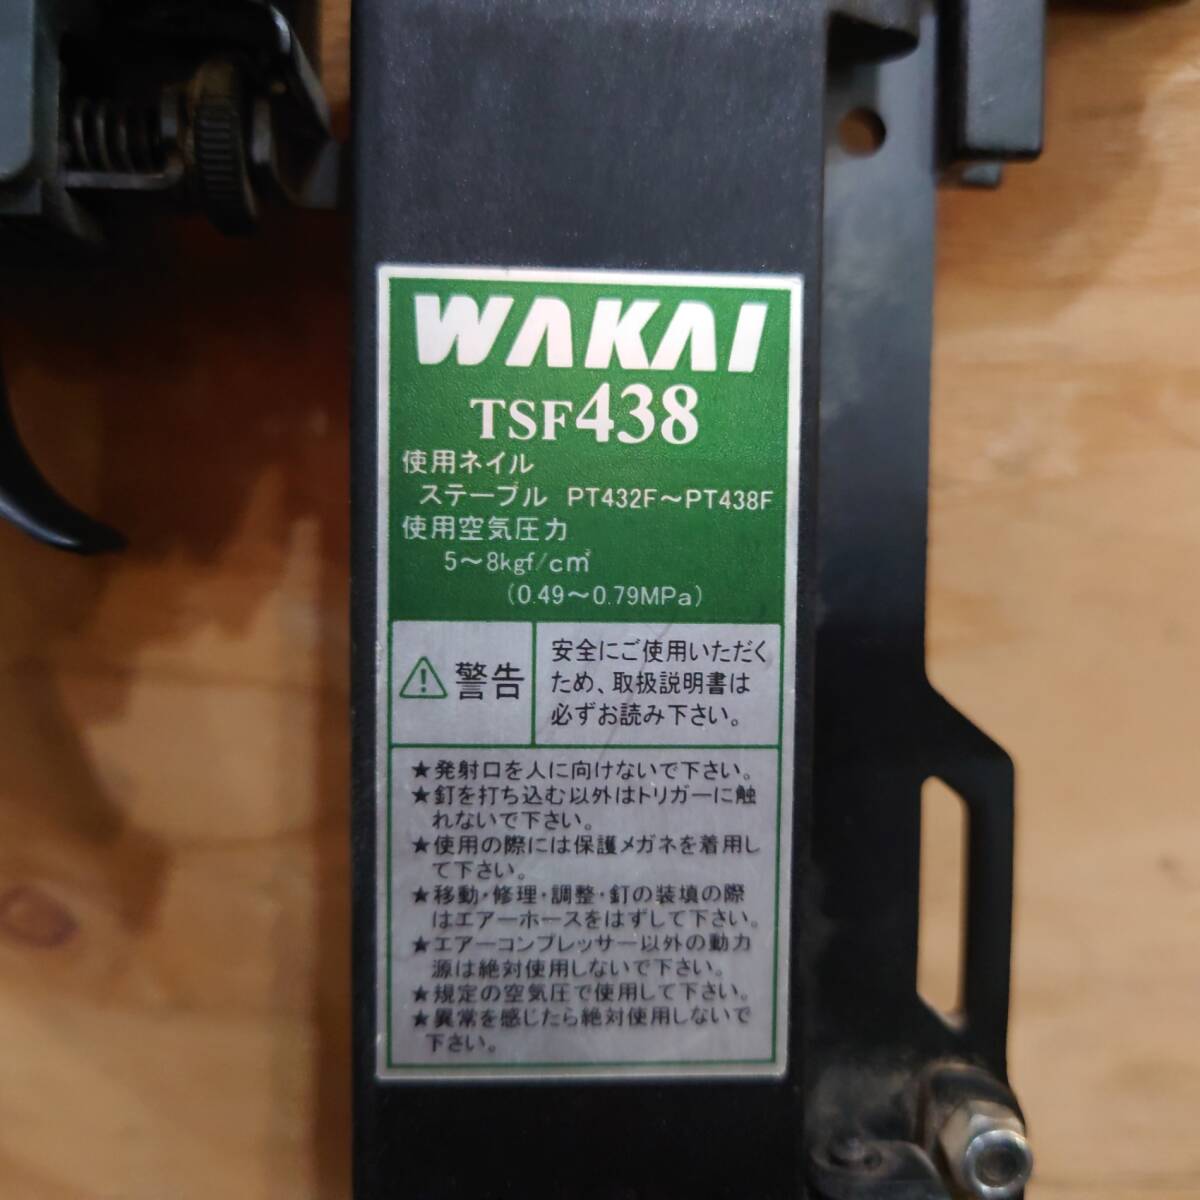 WAKAI
TSF438
使用ネイル
ステープル PT432F～PT438F
使用空気圧力
5～8kgf/c㎡
(0.49～0.79MPa)
警告
安全にご使用いただく
ため、取扱説明書は
必ずお読み下さい。
★発射口を人に向けないで下さい。
★釘を打ち込む以外はトリガーに触
れないで下さい。
★使用の際には保護メガネを着用し
て下さい。
★移動・修理・調整・釘の装填の際
はエアーホースをはずして下さい。
★エアーコンプレッサー以外の動力
源は絶対使用しないで下さい。
★規定の空気圧で使用して下さい。
★異常を感じたら絶対使用しないで
下さい。